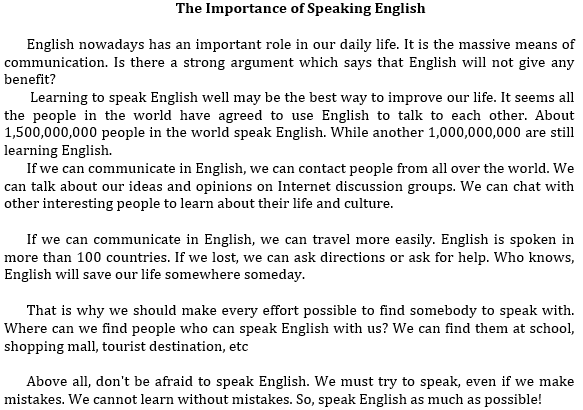 The Importance of Speaking English
English nowadays has an important role in our daily life. It is the massive means of
communication. Is there a strong argument which says that English will not give any
benefit?
Learning to speak English well may be the best way to improve our life. It seems all
the people in the world have agreed to use English to talk to each other. About
1,500,000,000 people in the world speak English. While another 1,000,000,000 are still
learning English.
If we can communicate in English, we can contact people from all over the world. We
can talk about our ideas and opinions on Internet discussion groups. We can chat with
other interesting people to learn about their life and culture.
If we can communicate in English, we can travel more easily. English is spoken in
more than 100 countries. If we lost, we can ask directions or ask for help. Who knows,
English will save our life somewhere someday.
That is why we should make every effort possible to find somebody to speak with.
Where can we find people who can speak English with us? We can find them at school,
shopping mall, tourist destination, etc
Above all, don't be afraid to speak English. We must try to speak, even if we make
mistakes. We cannot learn without mistakes. So, speak English as much as possible!